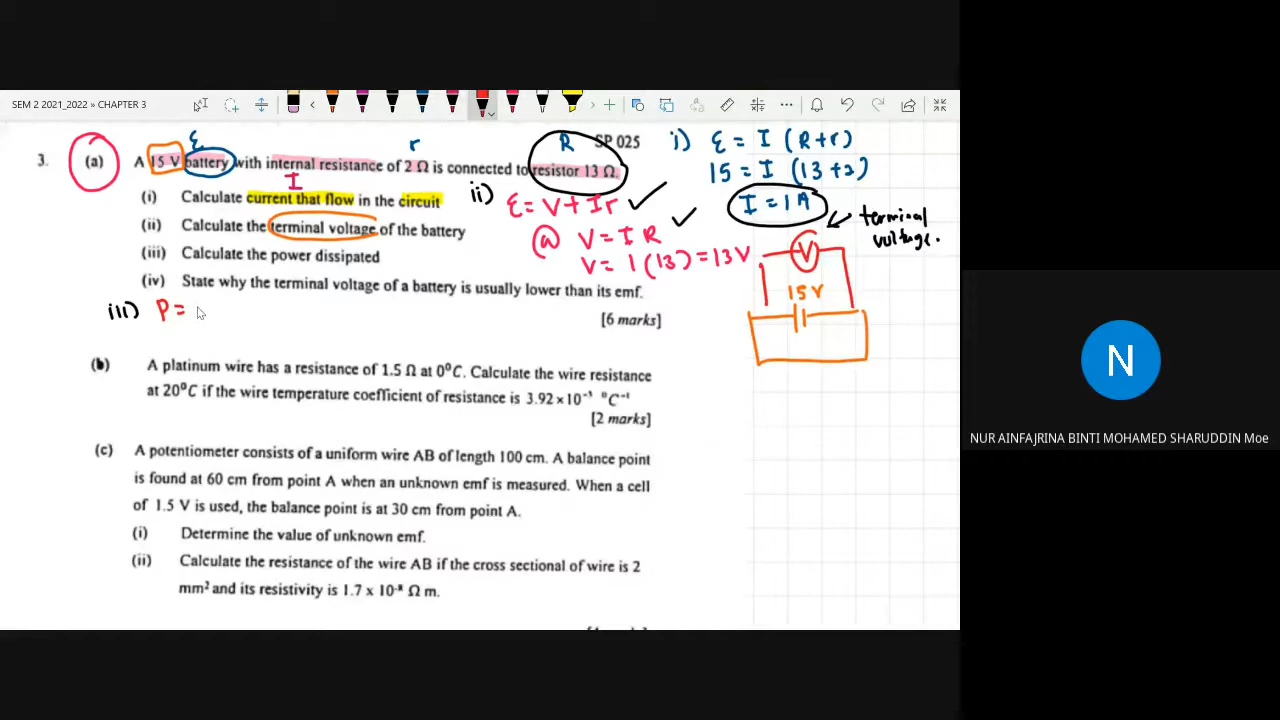 SEM 2 2021_2022 » CHAPTER 3
SP 025
3. (a) A 15 V battery with internal resistance of 2 Ω is connected to resistor 13 Ω.
ε r R
I
(i) Calculate current that flow in the circuit
(ii) Calculate the terminal voltage of the battery
(iii) Calculate the power dissipated
(iv) State why the terminal voltage of a battery is usually lower than its emf.
[6 marks]
i) ε = I (R+r)
15 = I (13+2)
I = 1 A
ii) ε = V + Ir
@ V = I R
V = 1 (13) = 13 V
terminal
voltage.
V
15 V
iii) P =
(b) A platinum wire has a resistance of 1.5 Ω at 0⁰C. Calculate the wire resistance
at 20⁰C if the wire temperature coefficient of resistance is 3.92 × 10⁻³ ⁰C⁻¹
[2 marks]
(c) A potentiometer consists of a uniform wire AB of length 100 cm. A balance point
is found at 60 cm from point A when an unknown emf is measured. When a cell
of 1.5 V is used, the balance point is at 30 cm from point A.
(i) Determine the value of unknown emf.
(ii) Calculate the resistance of the wire AB if the cross sectional of wire is 2
mm² and its resistivity is 1.7 x 10⁻⁸ Ω m.
N
NUR AINFAJRINA BINTI MOHAMED SHARUDDIN Moe